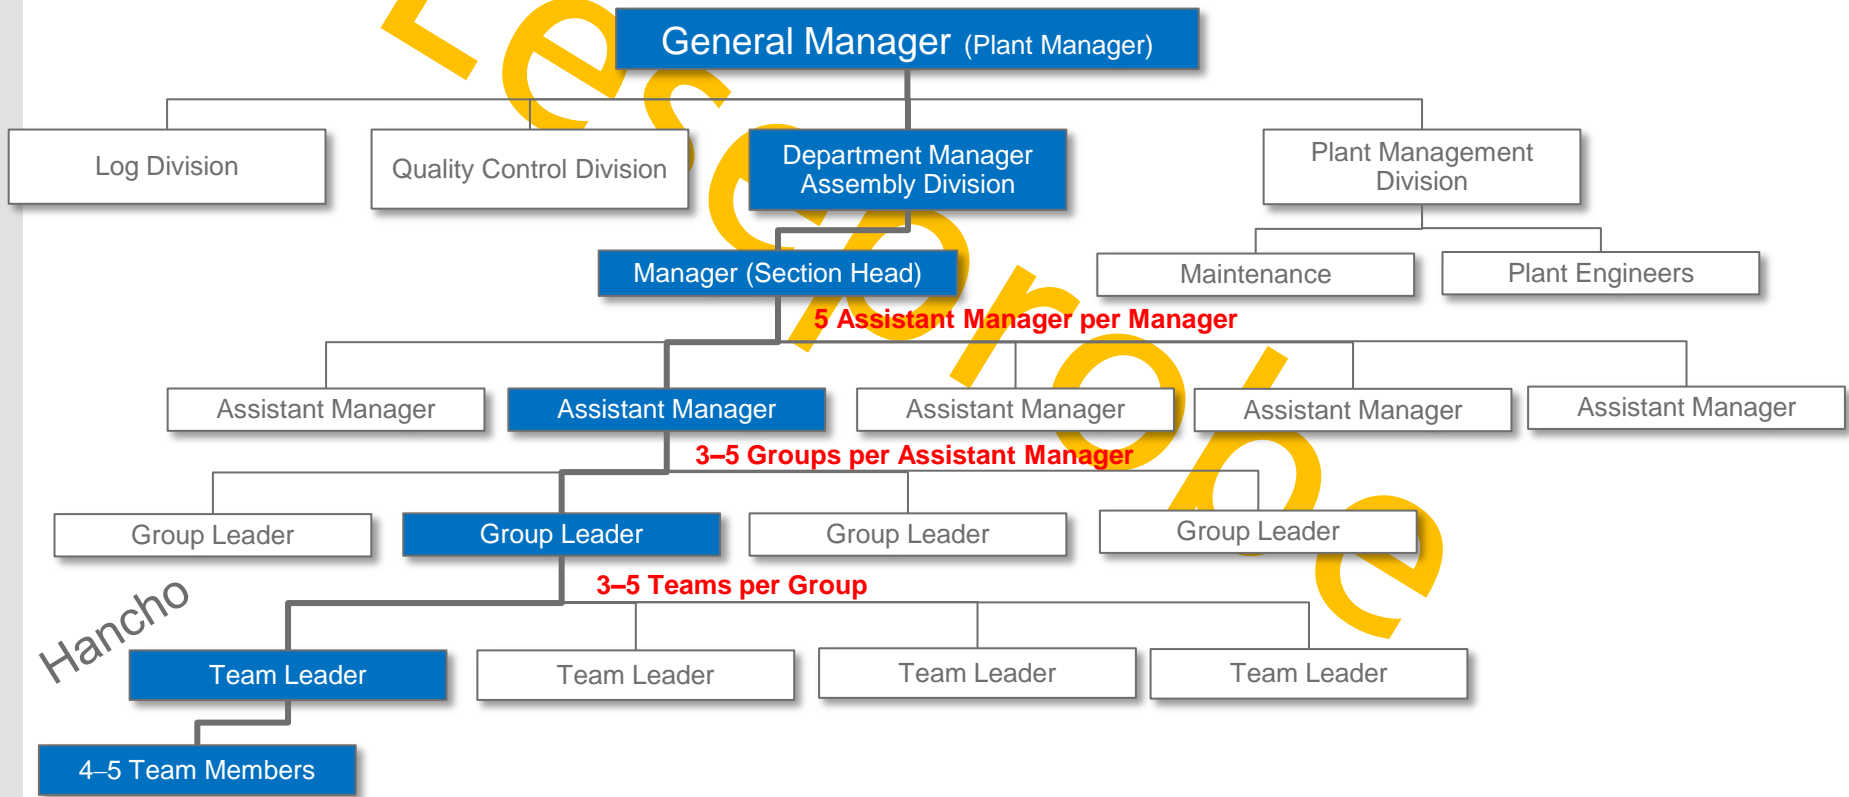 Leseprobe
General Manager (Plant Manager)
Log Division
Quality Control Division
Department Manager
Assembly Division
Plant Management
Division
Manager (Section Head)
Maintenance
Plant Engineers
5 Assistant Manager per Manager
Assistant Manager
Assistant Manager
Assistant Manager
Assistant Manager
Assistant Manager
3–5 Groups per Assistant Manager
Group Leader
Group Leader
Group Leader
Group Leader
3–5 Teams per Group
Hancho
Team Leader
Team Leader
Team Leader
Team Leader
4–5 Team Members